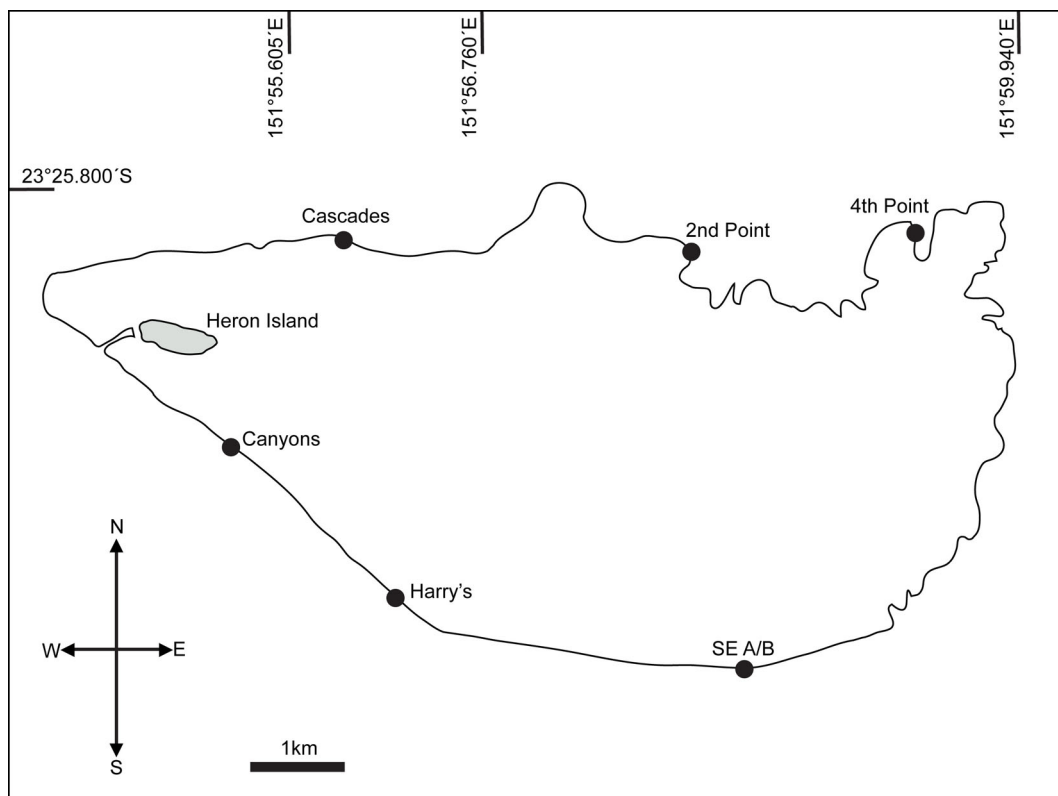 151°55.605´E
151°56.760´E
151°59.940´E
23°25.800´S
Cascades
4th Point
2nd Point
Heron Island
Canyons
N
Harry's
W
E
SE A/B
S
1km